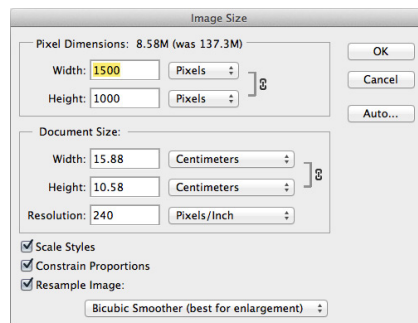 Image Size
Pixel Dimensions: 8.58M (was 137.3M)
Width: 1500 Pixels
Height: 1000 Pixels
OK
Cancel
Auto...
Document Size:
Width: 15.88 Centimeters
Height: 10.58 Centimeters
Resolution: 240 Pixels/Inch
Scale Styles
Constrain Proportions
Resample Image:
Bicubic Smoother (best for enlargement)